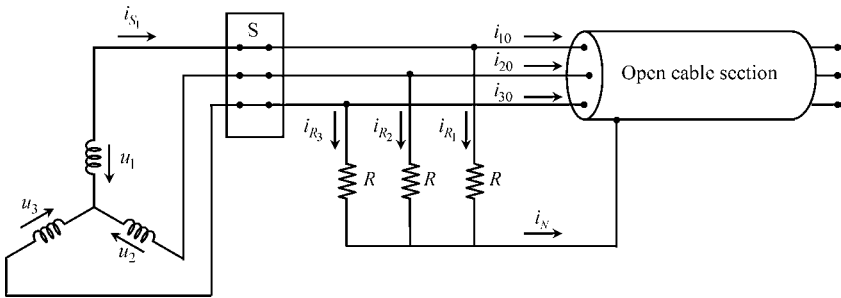 i_{S_1}
S
i_{10}
i_{20}
Open cable section
i_{30}
i_{R_3}
i_{R_2}
i_{R_1}
u_1
R
R
R
u_3
u_2
i_N